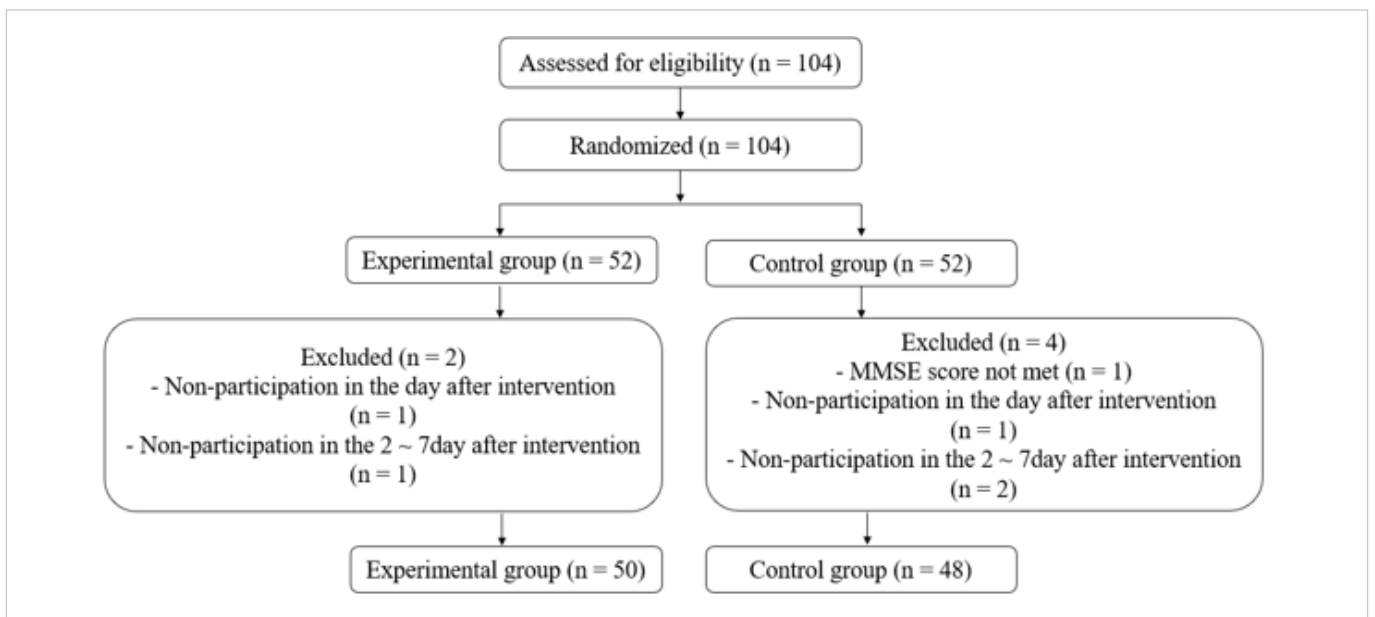 Assessed for eligibility (n = 104)
Randomized (n = 104)
Experimental group (n = 52)
Control group (n = 52)
Excluded (n = 2)
- Non-participation in the day after intervention
(n = 1)
- Non-participation in the 2 ~ 7day after intervention
(n = 1)
Excluded (n = 4)
- MMSE score not met (n = 1)
- Non-participation in the day after intervention
(n = 1)
- Non-participation in the 2 ~ 7day after intervention
(n = 2)
Experimental group (n = 50)
Control group (n = 48)